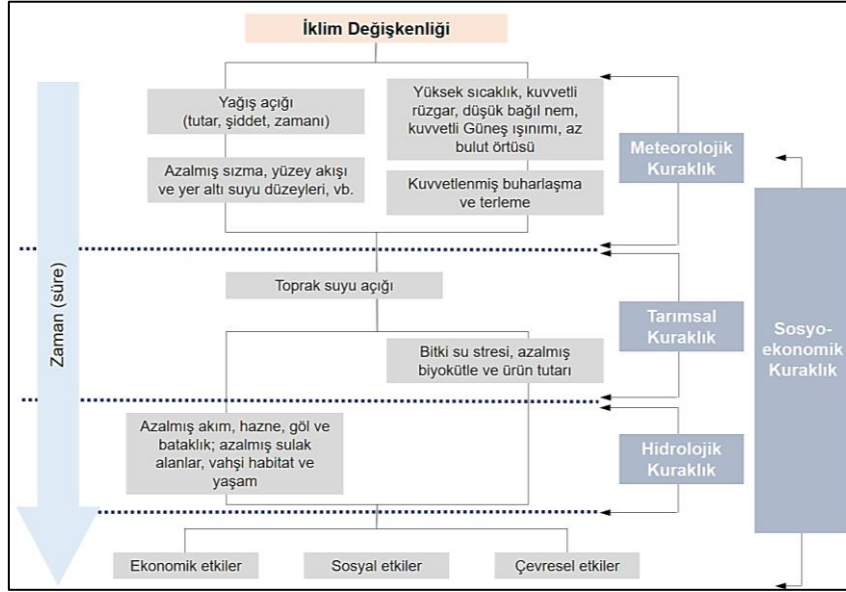 İklim Değişkenliği
Yağış açığı
(tutar, şiddet, zamanı)
Yüksek sıcaklık, kuvvetli
rüzgar, düşük bağıl nem,
kuvvetli Güneş ışınımı, az
bulut örtüsü
Azalmış sızma, yüzey akışı
ve yer altı suyu düzeyleri, vb.
Kuvvetlenmiş buharlaşma
ve terleme
Meteorolojik
Kuraklık
Toprak suyu açığı
Bitki su stresi, azalmış
biyokütle ve ürün tutarı
Tarımsal
Kuraklık
Azalmış akım, hazne, göl ve
bataklık; azalmış sulak
alanlar, vahşi habitat ve
yaşam
Hidrolojik
Kuraklık
Sosyo-
ekonomik
Kuraklık
Zaman (süre)
Ekonomik etkiler
Sosyal etkiler
Çevresel etkiler